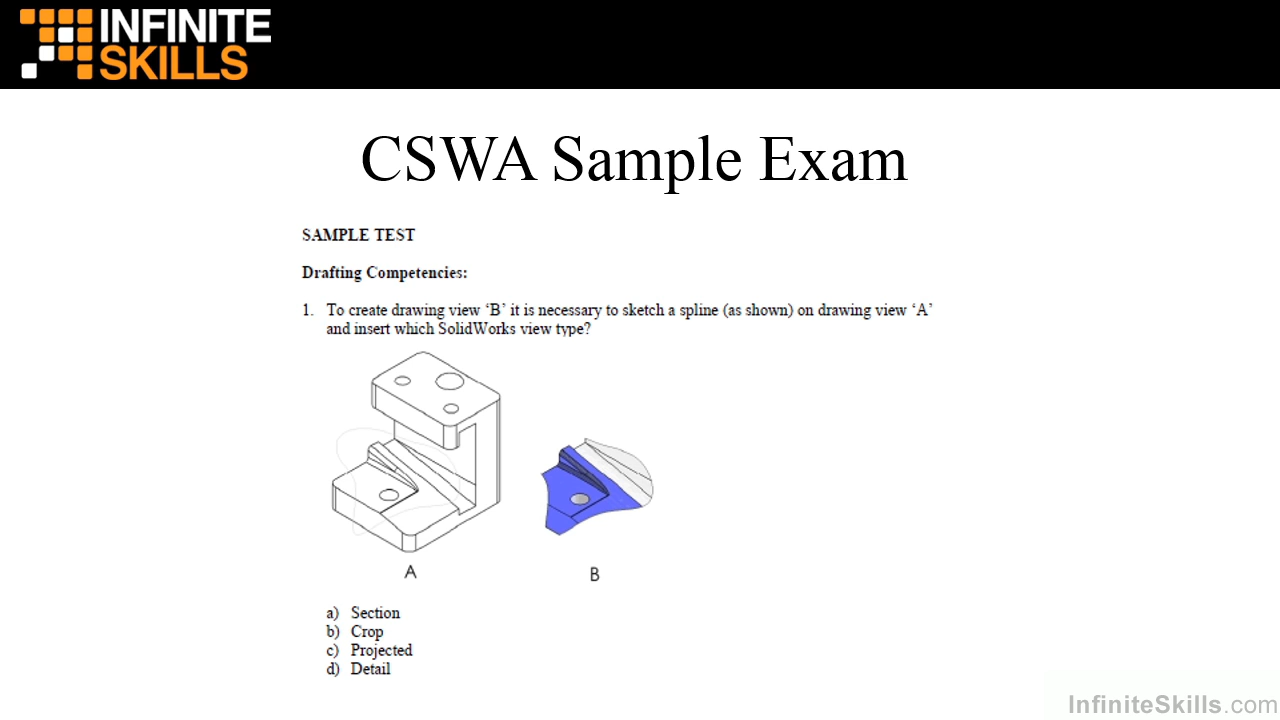 INFINITE
SKILLS
CSWA Sample Exam
SAMPLE TEST
Drafting Competencies:
1. To create drawing view ‘B’ it is necessary to sketch a spline (as shown) on drawing view ‘A’
and insert which SolidWorks view type?
A
B
a) Section
b) Crop
c) Projected
d) Detail
InfiniteSkills.com